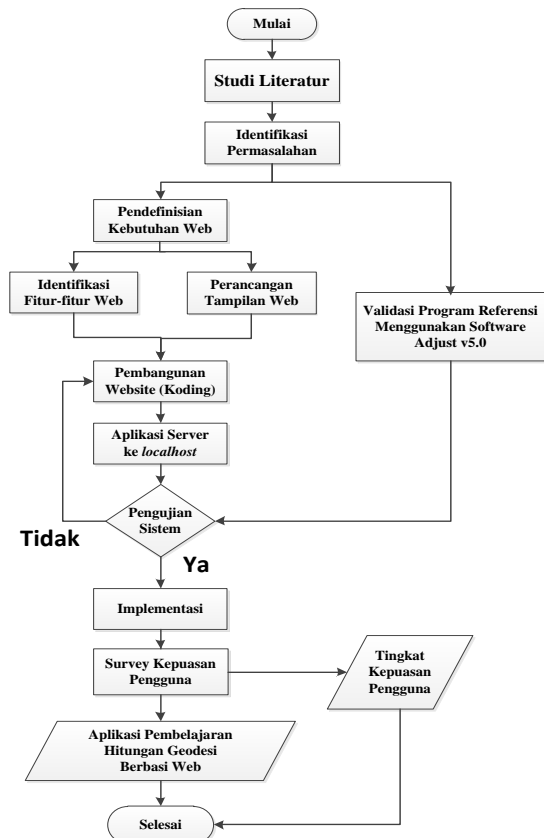 Mulai
Studi Literatur
Identifikasi
Permasalahan
Pendefinisian
Kebutuhan Web
Identifikasi
Fitur-fitur Web
Perancangan
Tampilan Web
Validasi Program Referensi
Menggunakan Software
Adjust v5.0
Pembangunan
Website (Koding)
Aplikasi Server
ke localhost
Pengujian
Sistem
Tidak
Ya
Implementasi
Survey Kepuasan
Pengguna
Tingkat
Kepuasan
Pengguna
Aplikasi Pembelajaran
Hitungan Geodesi
Berbasi Web
Selesai